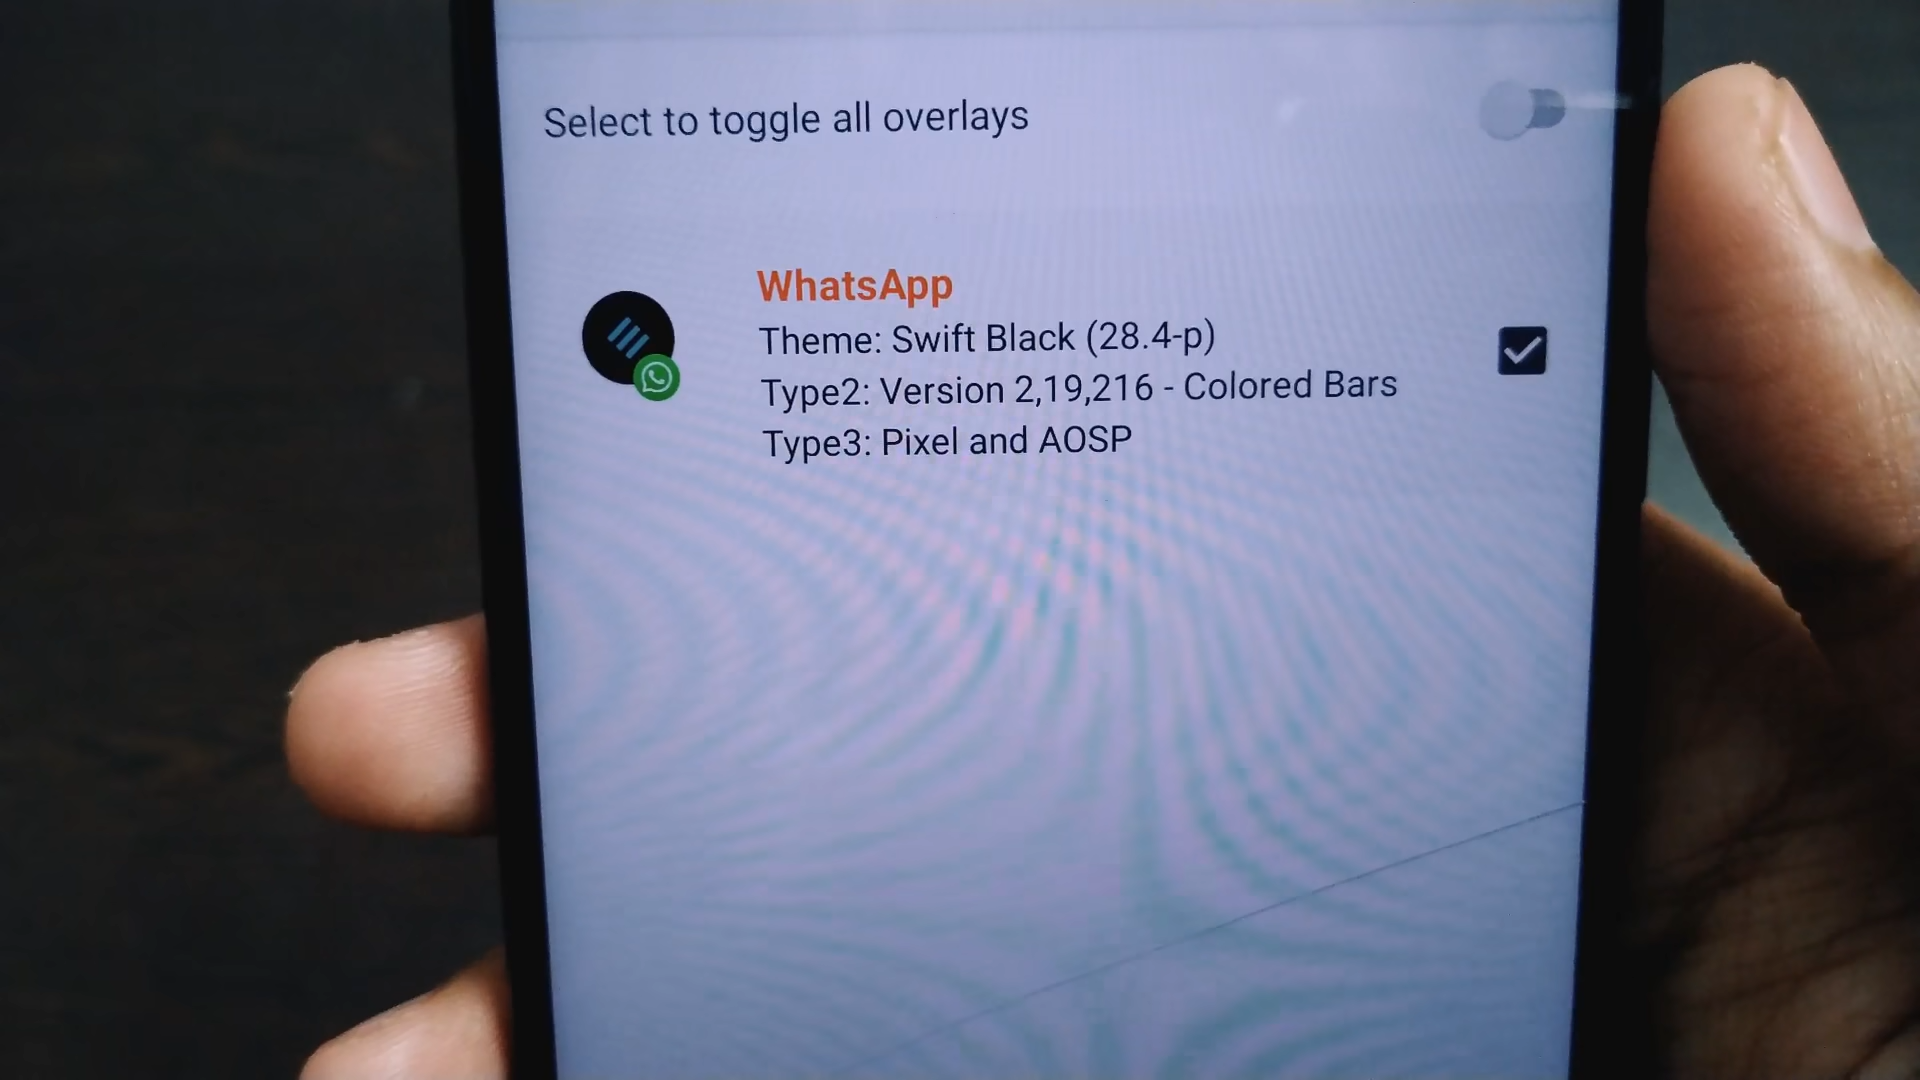 Select to toggle all overlays
WhatsApp
Theme: Swift Black (28.4-p)
Type2: Version 2,19,216 - Colored Bars
Type3: Pixel and AOSP